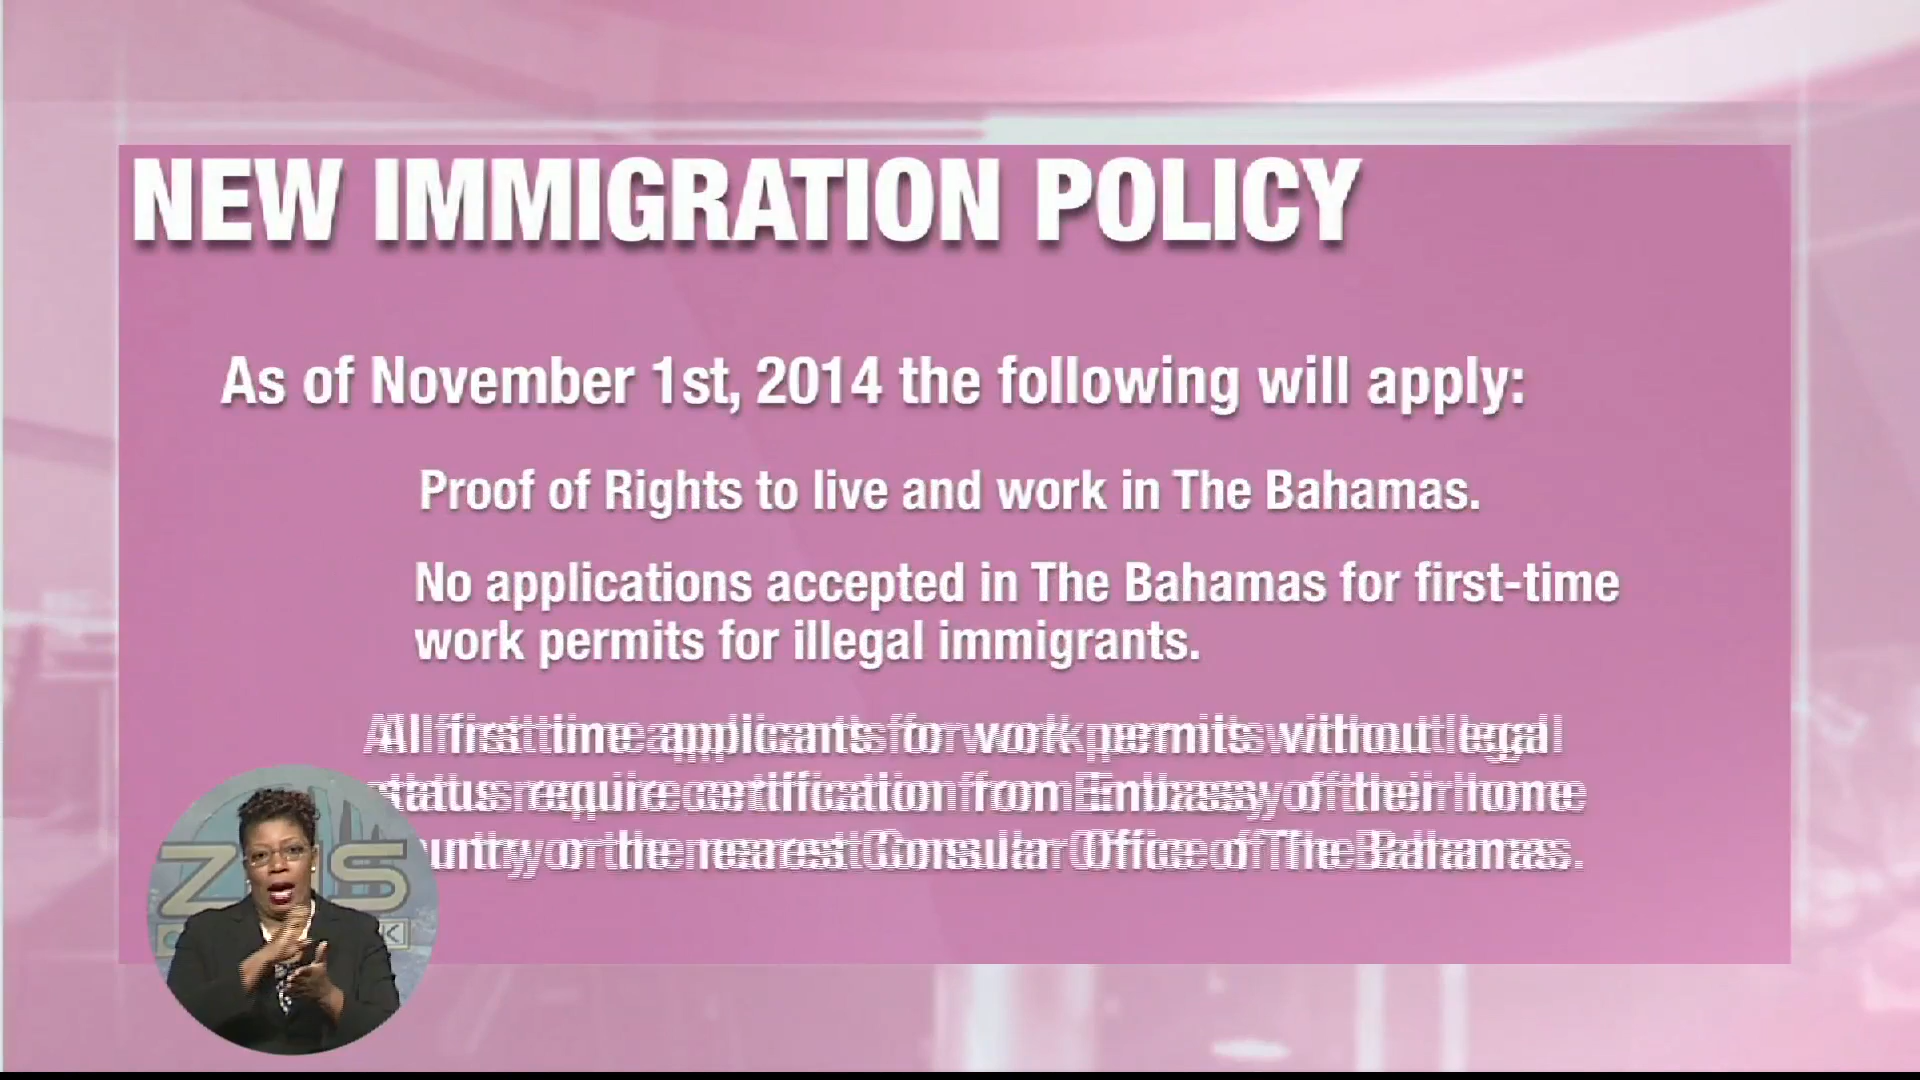 NEW IMMIGRATION POLICY
As of November 1st, 2014 the following will apply:
Proof of Rights to live and work in The Bahamas.
No applications accepted in The Bahamas for first-time
work permits for illegal immigrants.
All first time applicants for work permits without legal
status require certification from Embassy of their home
or the nearest Consular Office of The Bahamas.
ZNS